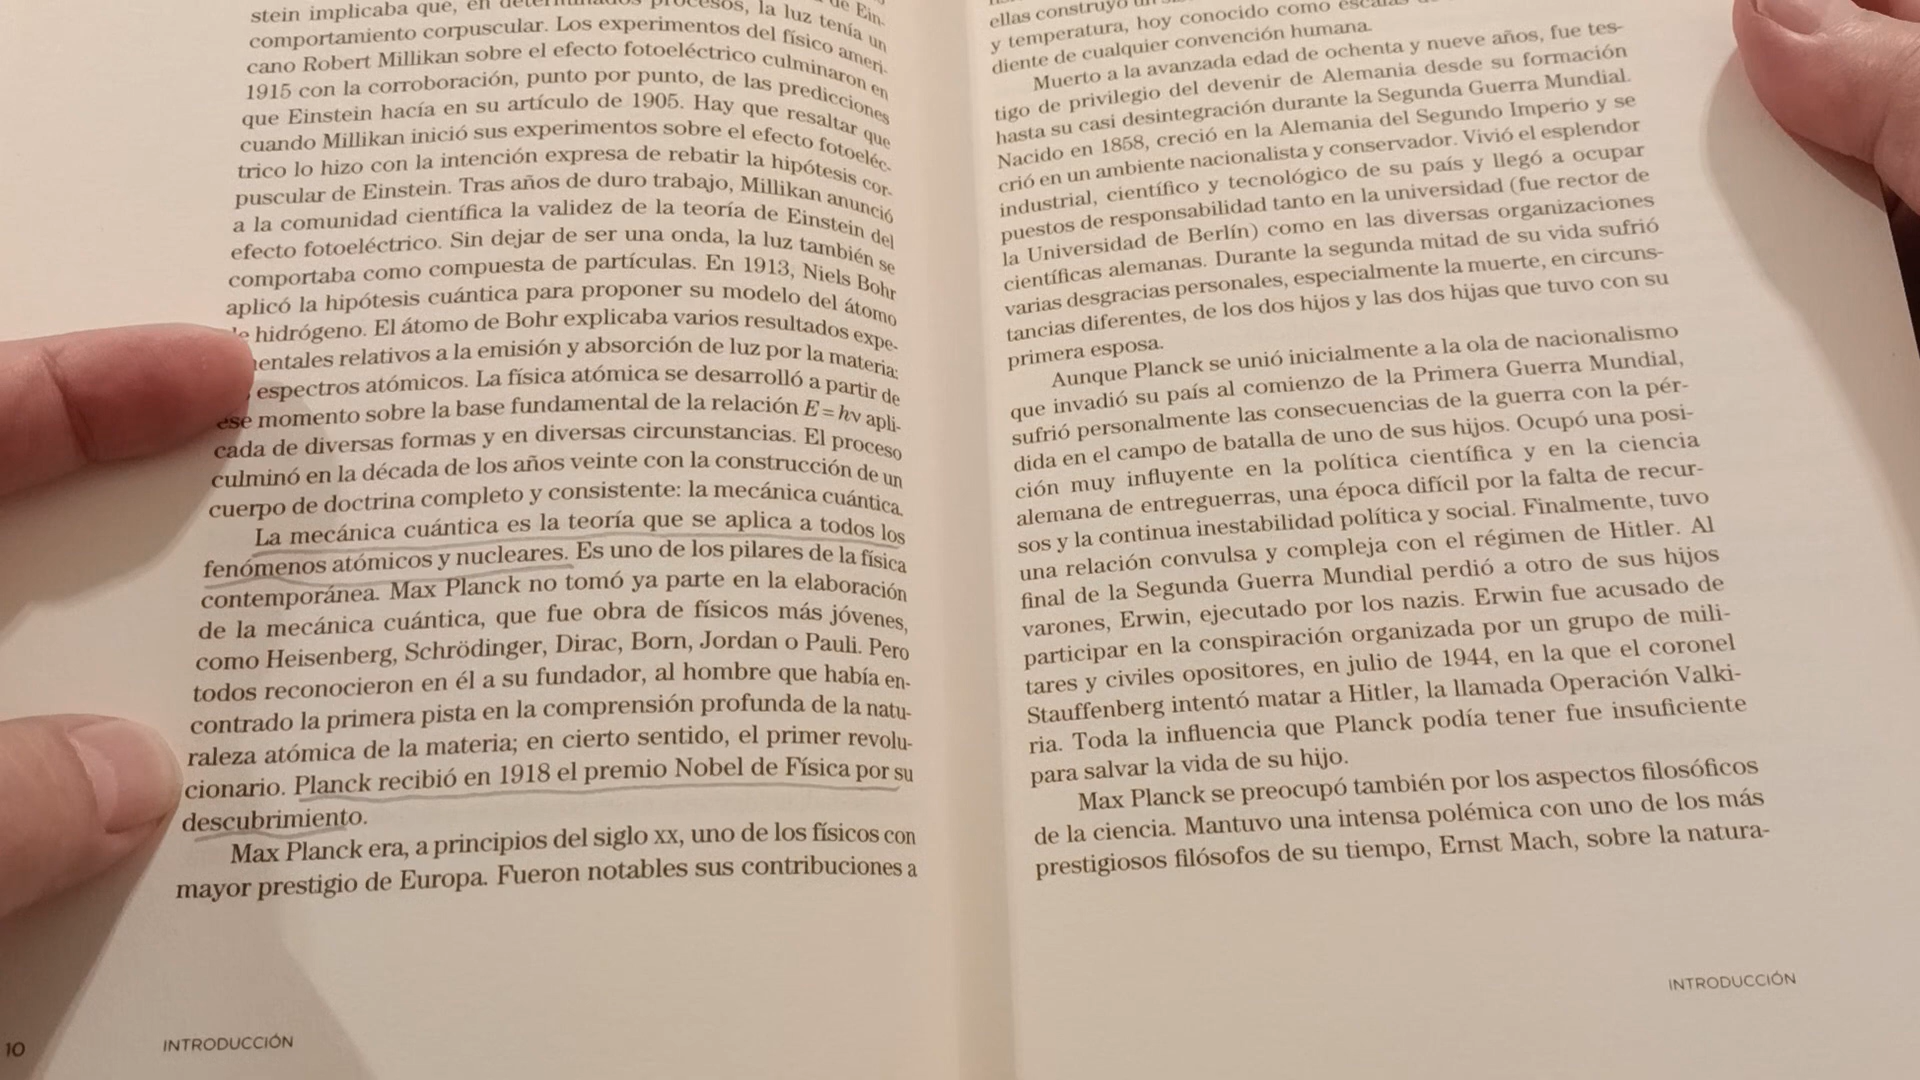 stein implicaba que, en determinados procesos, la luz tenía un
comportamiento corpuscular. Los experimentos del físico ameri-
cano Robert Millikan sobre el efecto fotoeléctrico culminaron en
1915 con la corroboración, punto por punto, de las predicciones
que Einstein hacía en su artículo de 1905. Hay que resaltar que
cuando Millikan inició sus experimentos sobre el efecto fotoeléc-
trico lo hizo con la intención expresa de rebatir la hipótesis cor-
puscular de Einstein. Tras años de duro trabajo, Millikan anunció
a la comunidad científica la validez de la teoría de Einstein del
efecto fotoeléctrico. Sin dejar de ser una onda, la luz también se
comportaba como compuesta de partículas. En 1913, Niels Bohr
aplicó la hipótesis cuántica para proponer su modelo del átomo
hidrógeno. El átomo de Bohr explicaba varios resultados expe-
mentales relativos a la emisión y absorción de luz por la materia:
espectros atómicos. La física atómica se desarrolló a partir de
ese momento sobre la base fundamental de la relación E=hν apli-
cada de diversas formas y en diversas circunstancias. El proceso
culminó en la década de los años veinte con la construcción de un
cuerpo de doctrina completo y consistente: la mecánica cuántica.
La mecánica cuántica es la teoría que se aplica a todos los
fenómenos atómicos y nucleares. Es uno de los pilares de la física
contemporánea. Max Planck no tomó ya parte en la elaboración
de la mecánica cuántica, que fue obra de físicos más jóvenes,
como Heisenberg, Schrödinger, Dirac, Born, Jordan o Pauli. Pero
todos reconocieron en él a su fundador, al hombre que había en-
contrado la primera pista en la comprensión profunda de la natu-
raleza atómica de la materia; en cierto sentido, el primer revolu-
cionario. Planck recibió en 1918 el premio Nobel de Física por su
descubrimiento.
Max Planck era, a principios del siglo XX, uno de los físicos con
mayor prestigio de Europa. Fueron notables sus contribuciones a
10
INTRODUCCIÓN
ellas construyó un
y temperatura, hoy conocido como escalas
diente de cualquier convención humana.
Muerto a la avanzada edad de ochenta y nueve años, fue tes-
tigo de privilegio del devenir de Alemania desde su formación
hasta su casi desintegración durante la Segunda Guerra Mundial.
Nacido en 1858, creció en la Alemania del Segundo Imperio y se
crió en un ambiente nacionalista y conservador. Vivió el esplendor
industrial, científico y tecnológico de su país y llegó a ocupar
puestos de responsabilidad tanto en la universidad (fue rector de
la Universidad de Berlín) como en las diversas organizaciones
científicas alemanas. Durante la segunda mitad de su vida sufrió
varias desgracias personales, especialmente la muerte, en circuns-
tancias diferentes, de los dos hijos y las dos hijas que tuvo con su
primera esposa.
Aunque Planck se unió inicialmente a la ola de nacionalismo
que invadió su país al comienzo de la Primera Guerra Mundial,
sufrió personalmente las consecuencias de la guerra con la pér-
dida en el campo de batalla de uno de sus hijos. Ocupó una posi-
ción muy influyente en la política científica y en la ciencia
alemana de entreguerras, una época difícil por la falta de recur-
sos y la continua inestabilidad política y social. Finalmente, tuvo
una relación convulsa y compleja con el régimen de Hitler. Al
final de la Segunda Guerra Mundial perdió a otro de sus hijos
varones, Erwin, ejecutado por los nazis. Erwin fue acusado de
participar en la conspiración organizada por un grupo de mili-
tares y civiles opositores, en julio de 1944, en la que el coronel
Stauffenberg intentó matar a Hitler, la llamada Operación Valki-
ria. Toda la influencia que Planck podía tener fue insuficiente
para salvar la vida de su hijo.
Max Planck se preocupó también por los aspectos filosóficos
de la ciencia. Mantuvo una intensa polémica con uno de los más
prestigiosos filósofos de su tiempo, Ernst Mach, sobre la natura-
INTRODUCCIÓN